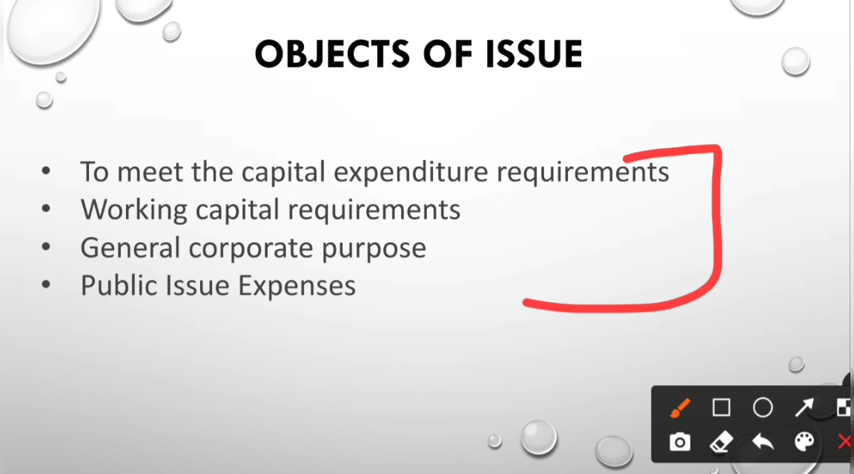 OBJECTS OF ISSUE
• To meet the capital expenditure requirements
• Working capital requirements
• General corporate purpose
• Public Issue Expenses